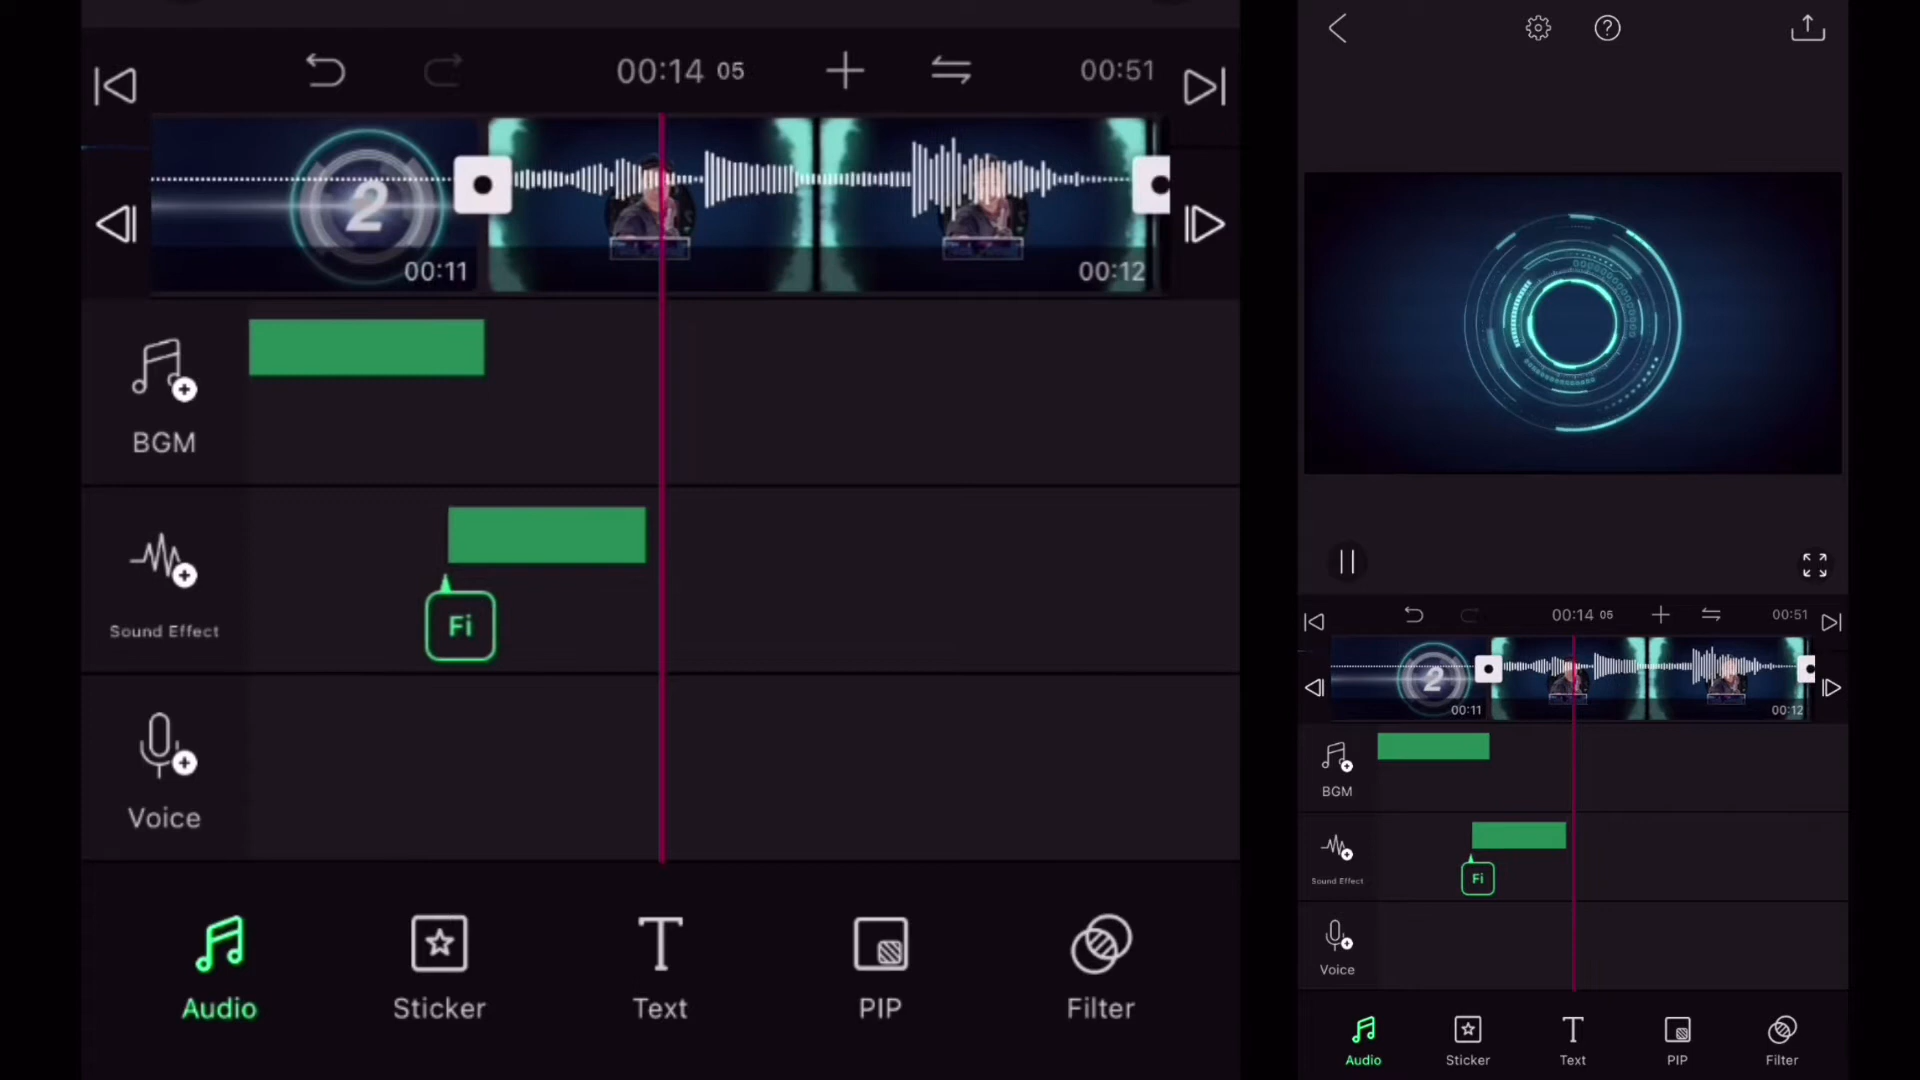 00:14 05
00:51
2
00:11
00:12
BGM
Sound Effect
Fi
Voice
Audio
Sticker
Text
PIP
Filter
00:14 05
00:51
2
00:11
00:12
BGM
Sound Effect
Fi
Voice
Audio
Sticker
Text
PIP
Filter